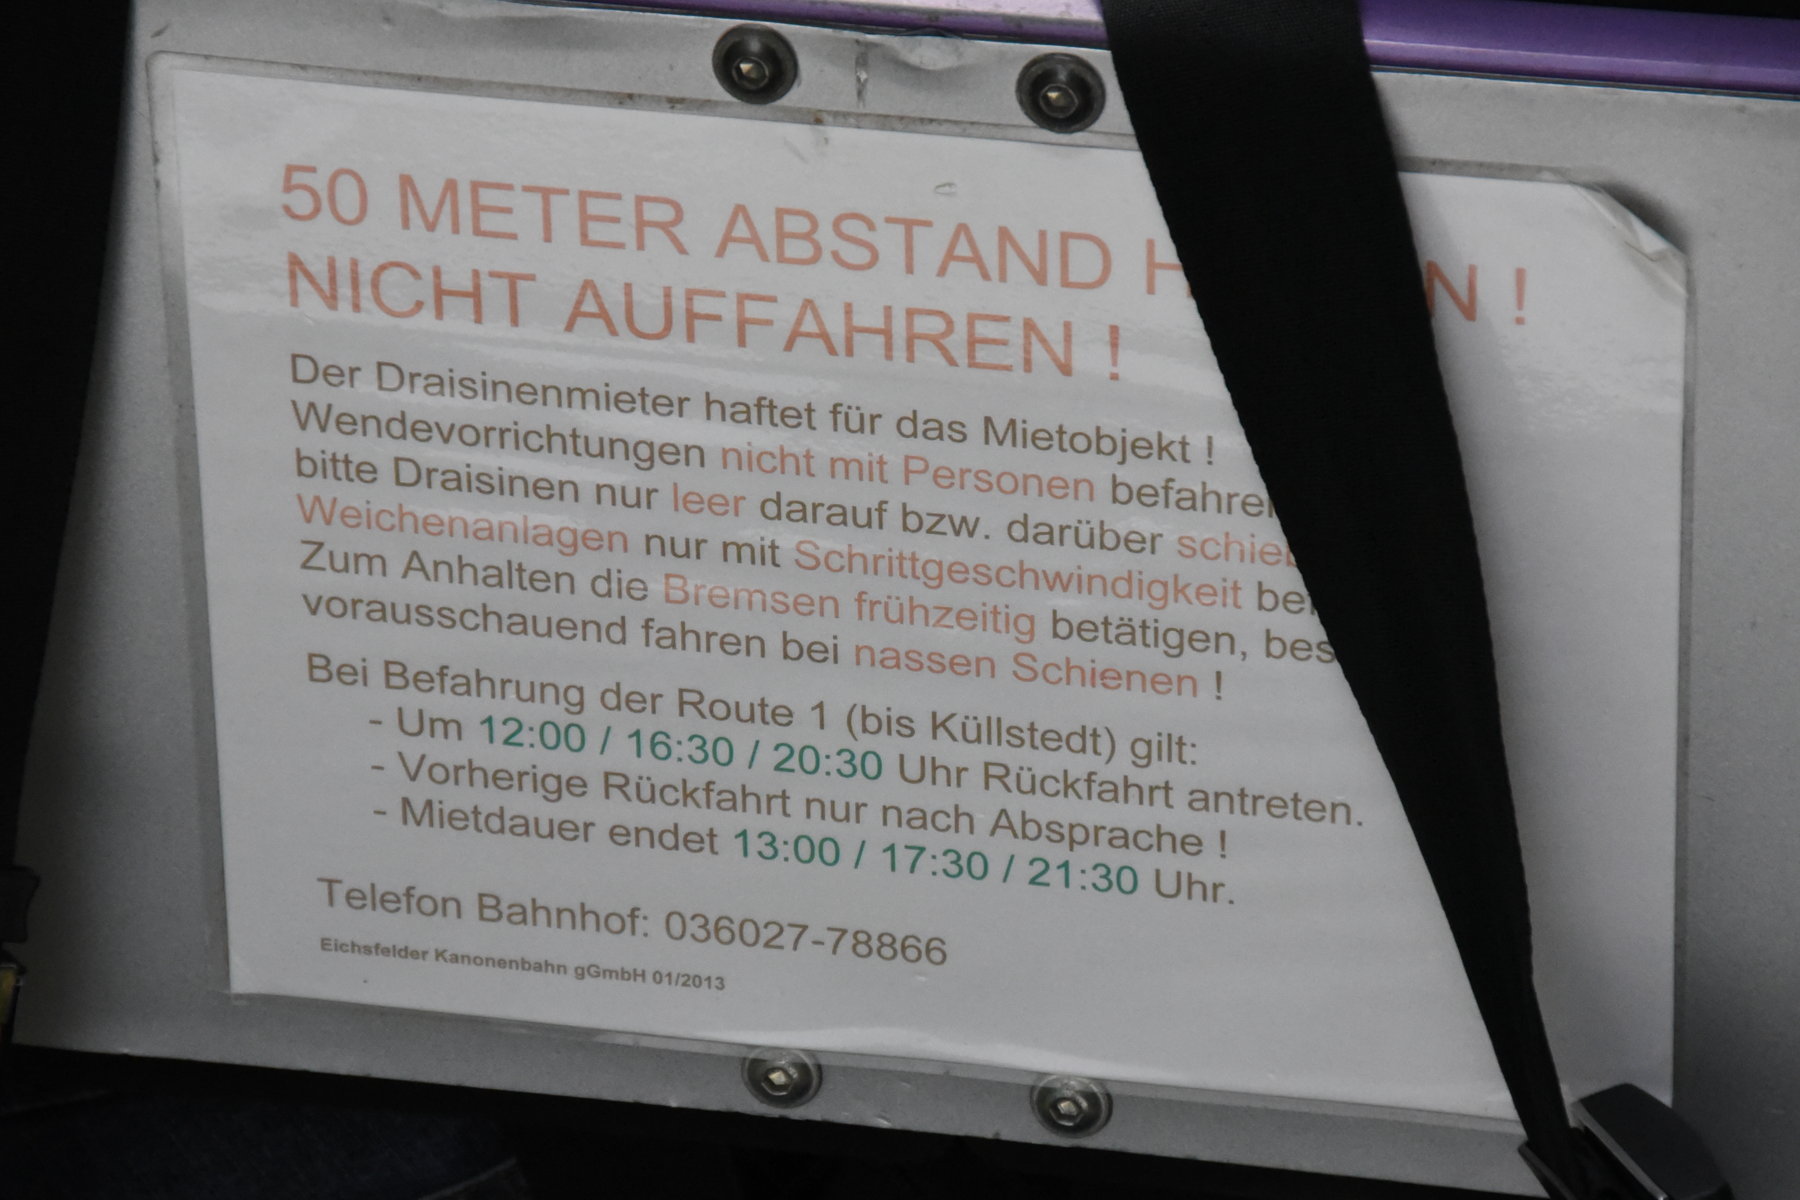 50 METER ABSTAND H N !
NICHT AUFFAHREN !
Der Draisinenmieter haftet für das Mietobjekt !
Wendevorrichtungen nicht mit Personen befahre
bitte Draisinen nur leer darauf bzw. darüber schie
Weichenanlagen nur mit Schrittgeschwindigkeit be
Zum Anhalten die Bremsen frühzeitig betätigen, bes
vorausschauend fahren bei nassen Schienen !
Bei Befahrung der Route 1 (bis Küllstedt) gilt:
- Um 12:00 / 16:30 / 20:30 Uhr Rückfahrt antreten.
- Vorherige Rückfahrt nur nach Absprache !
- Mietdauer endet 13:00 / 17:30 / 21:30 Uhr.
Telefon Bahnhof: 036027-78866
Eichsfelder Kanonenbahn gGmbH 01/2013